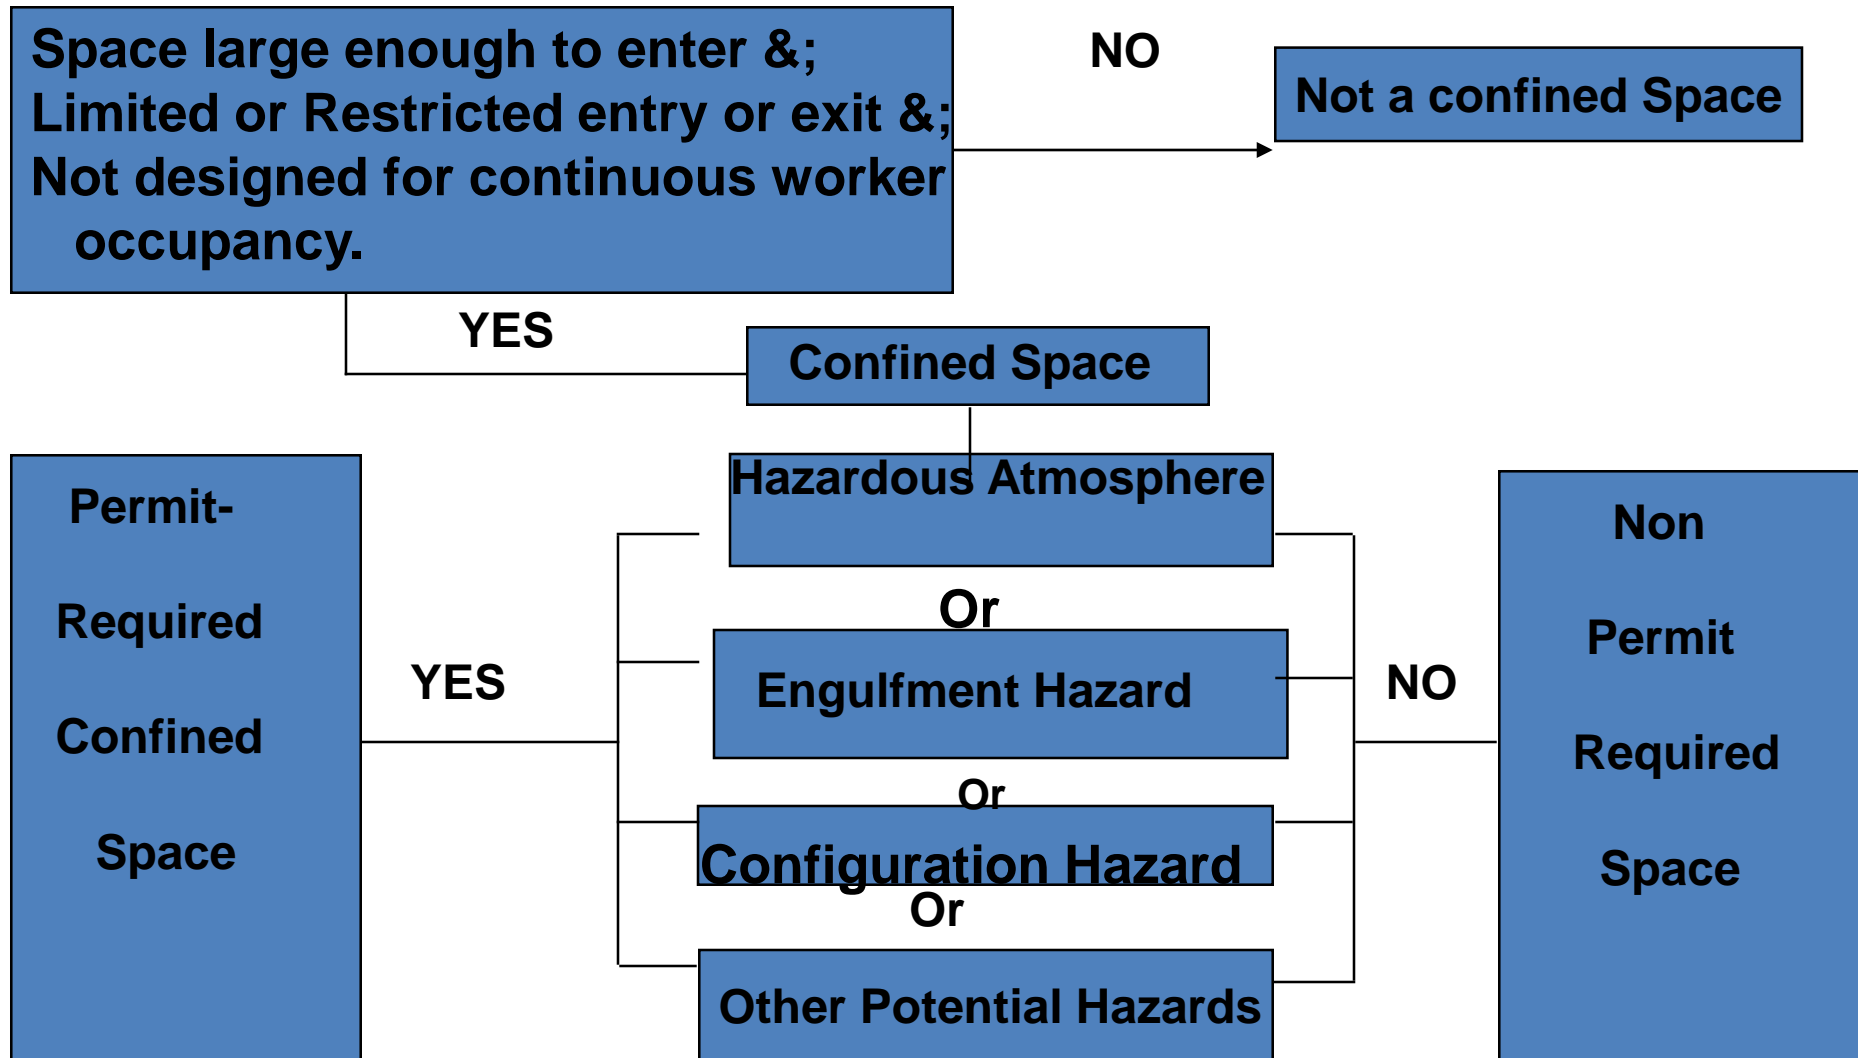 Space large enough to enter &;
Limited or Restricted entry or exit &;
Not designed for continuous worker
occupancy.
NO
Not a confined Space
YES
Confined Space
Permit-
Required
Confined
Space
YES
Hazardous Atmosphere
Or
Engulfment Hazard
Or
Configuration Hazard
Or
Other Potential Hazards
NO
Non
Permit
Required
Space